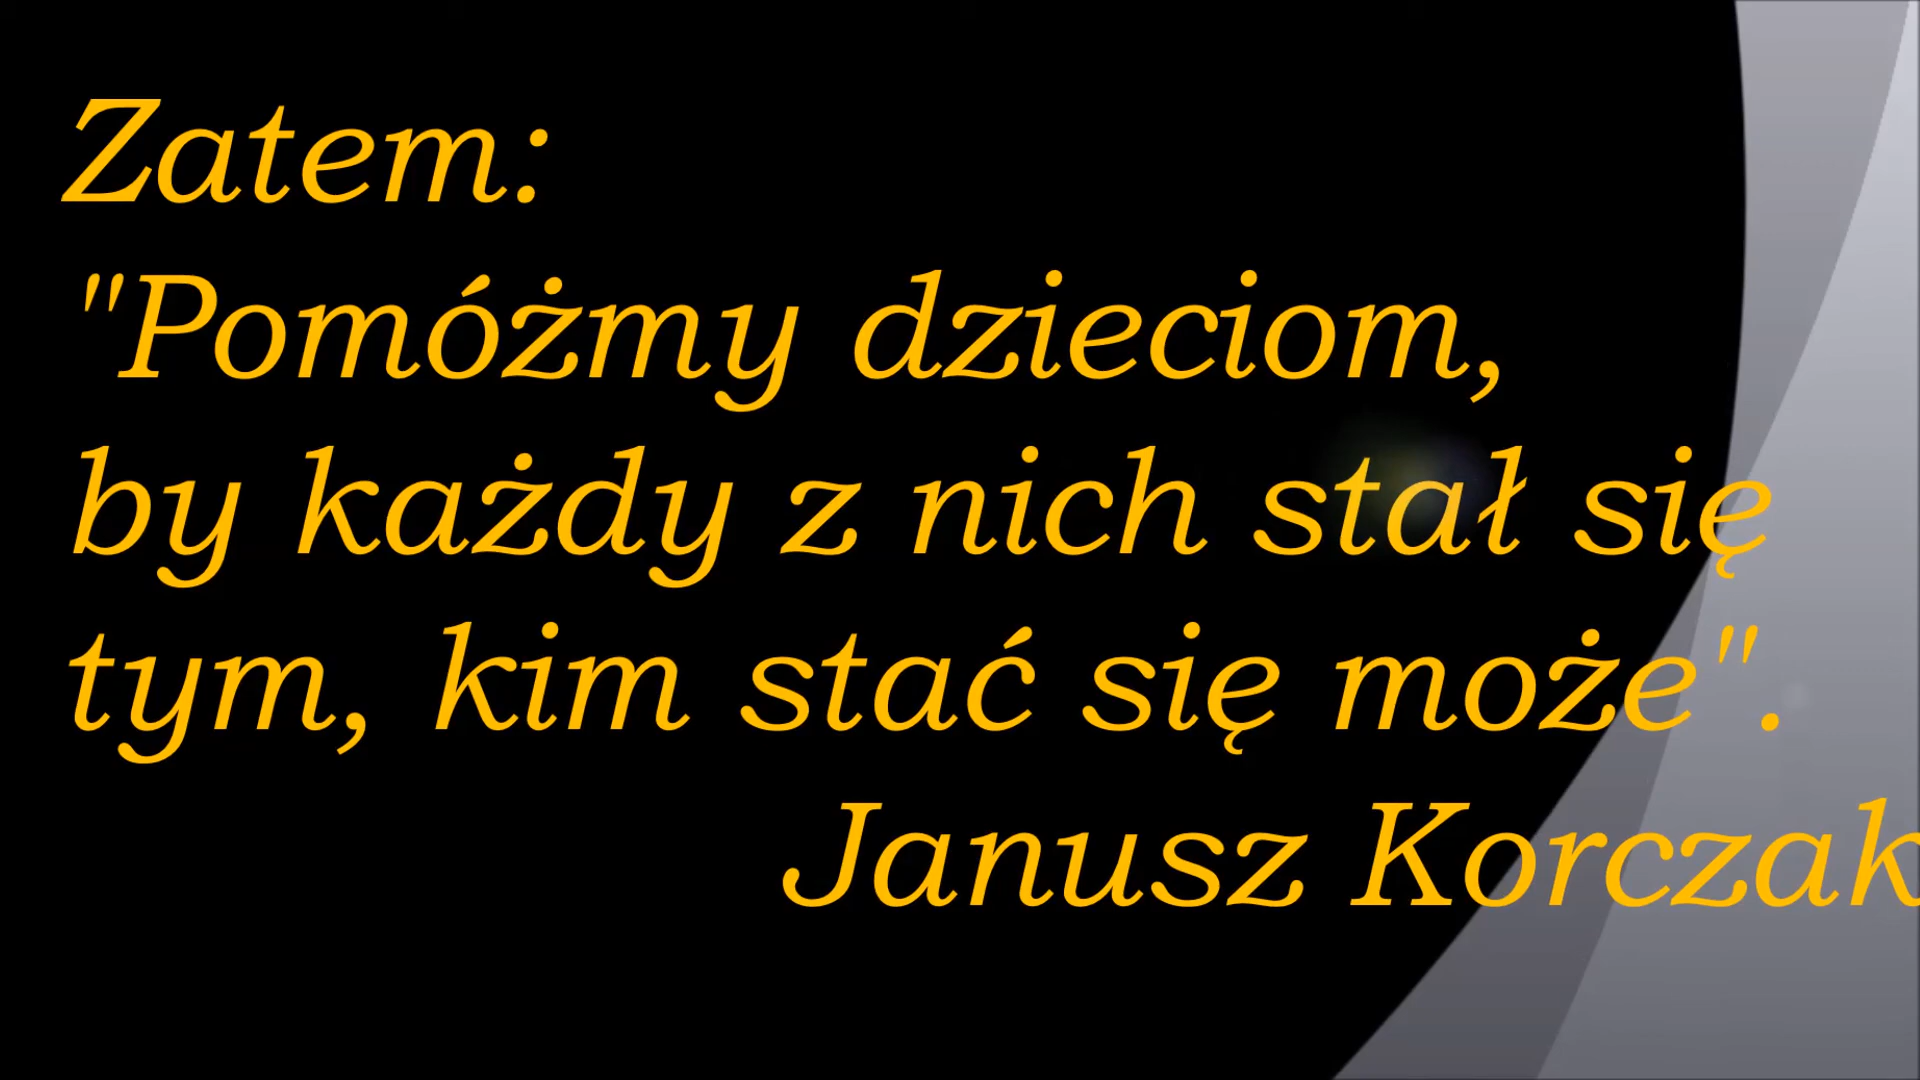 Zatem:
"Pomóżmy dzieciom,
by każdy z nich stał się
tym, kim stać się może".
Janusz Korczak